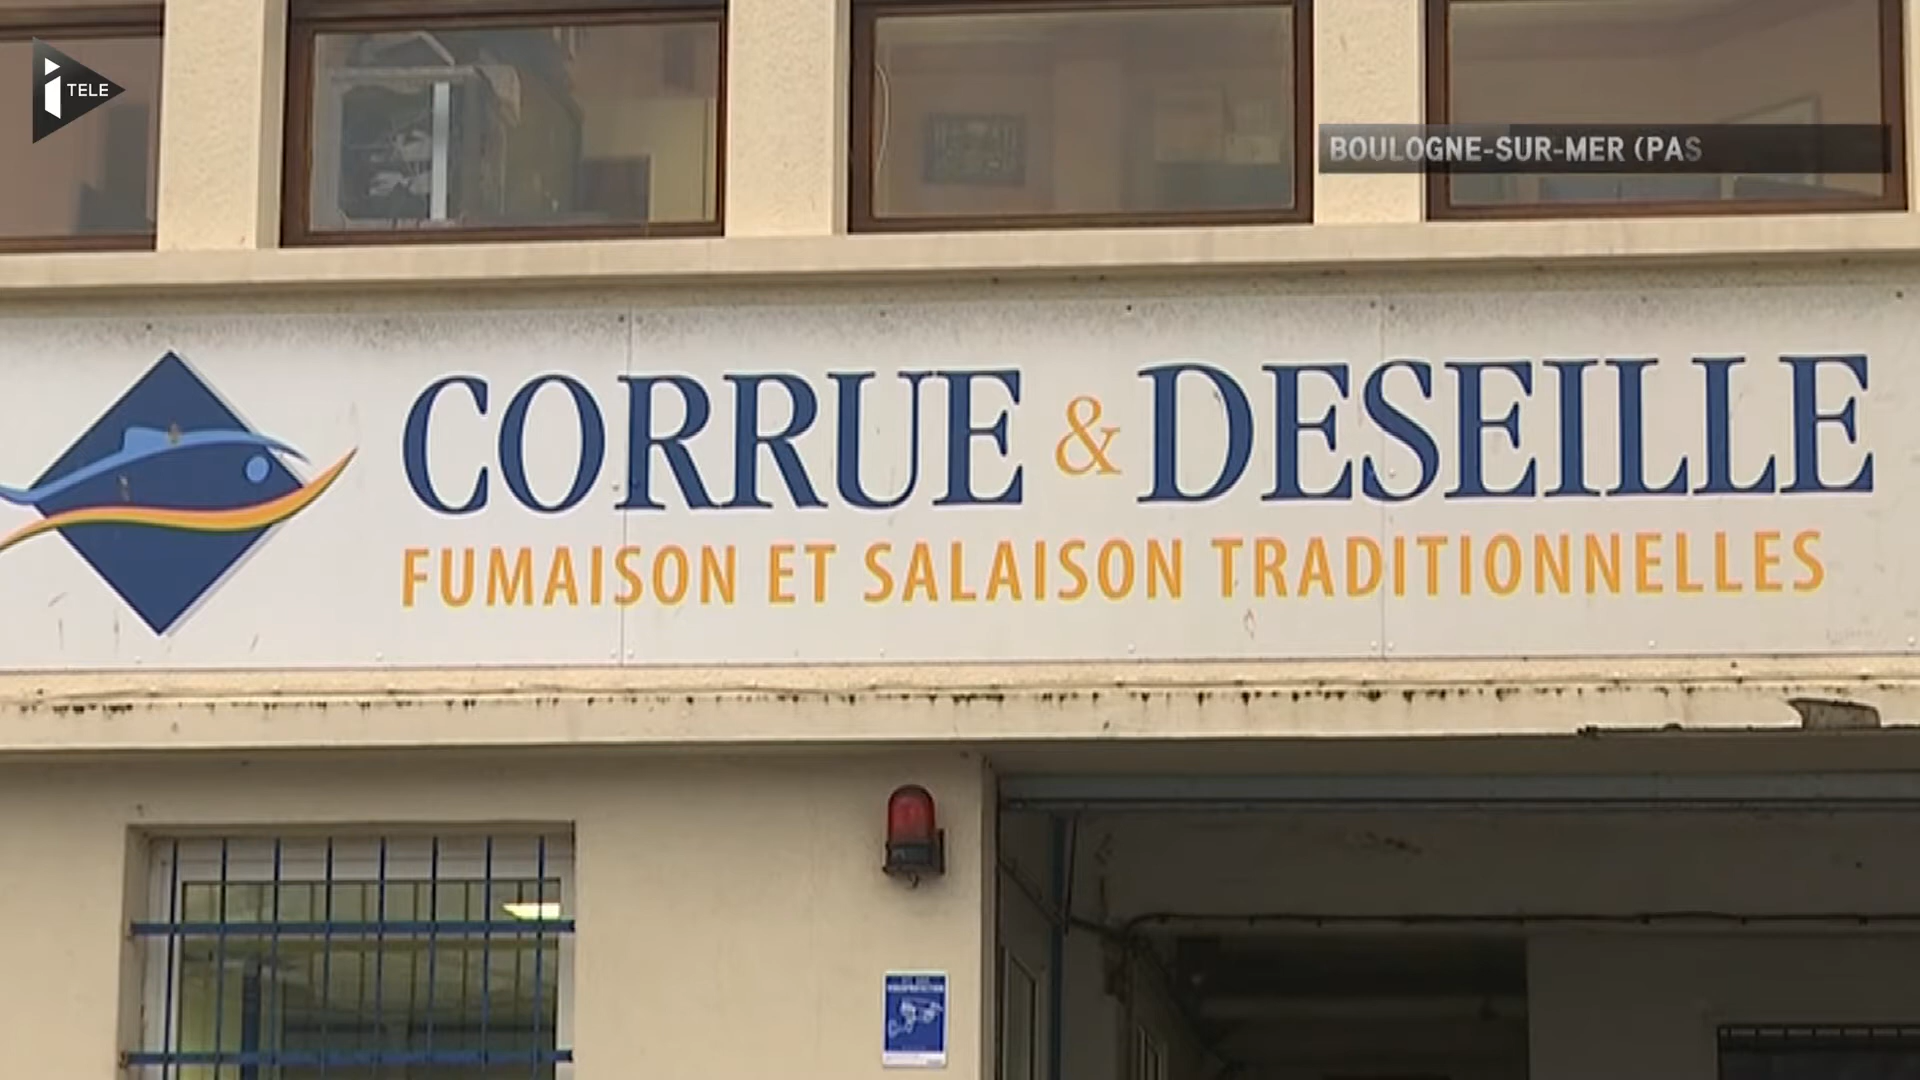 i TELE
BOULOGNE-SUR-MER (PAS
CORRUE & DESEILLE
FUMAISON ET SALAISON TRADITIONNELLES